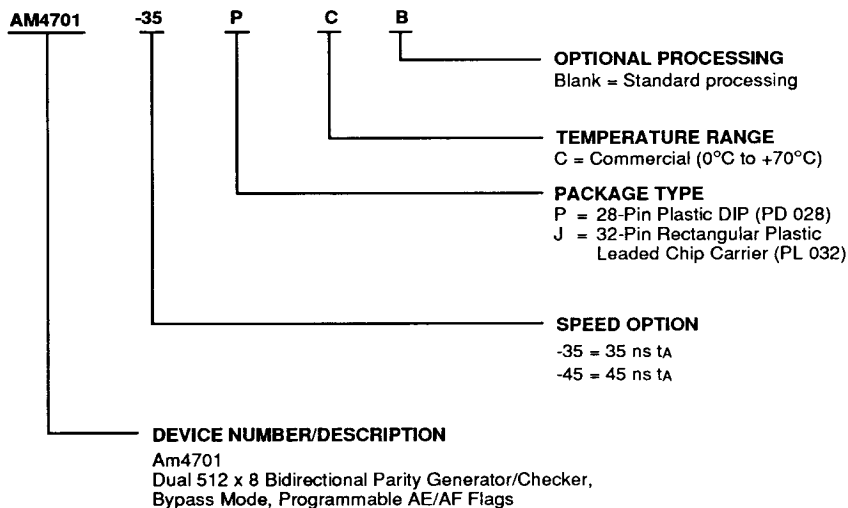 AM4701 -35 P C B
OPTIONAL PROCESSING
Blank = Standard processing
TEMPERATURE RANGE
C = Commercial (0°C to +70°C)
PACKAGE TYPE
P = 28-Pin Plastic DIP (PD 028)
J = 32-Pin Rectangular Plastic
Leaded Chip Carrier (PL 032)
SPEED OPTION
-35 = 35 ns tA
-45 = 45 ns tA
DEVICE NUMBER/DESCRIPTION
Am4701
Dual 512 x 8 Bidirectional Parity Generator/Checker,
Bypass Mode, Programmable AE/AF Flags